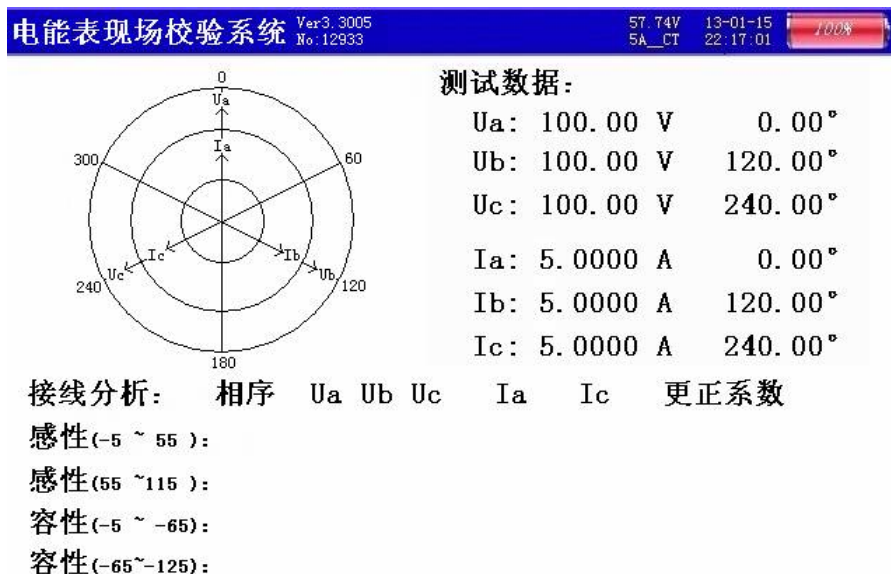 电能表现场校验系统 Ver3.3005 No:12933 57.74V 5A__CT 13-01-15 22:17:01 100%
测试数据:
Ua: 100.00 V 0.00°
Ub: 100.00 V 120.00°
Uc: 100.00 V 240.00°
Ia: 5.0000 A 0.00°
Ib: 5.0000 A 120.00°
Ic: 5.0000 A 240.00°
0
Ua
Ia
300
60
Ic
Ib
Uc
Ub
240
120
180
接线分析: 相序 Ua Ub Uc Ia Ic 更正系数
感性(-5 ~ 55 ):
感性(55 ~115 ):
容性(-5 ~ -65):
容性(-65~-125):